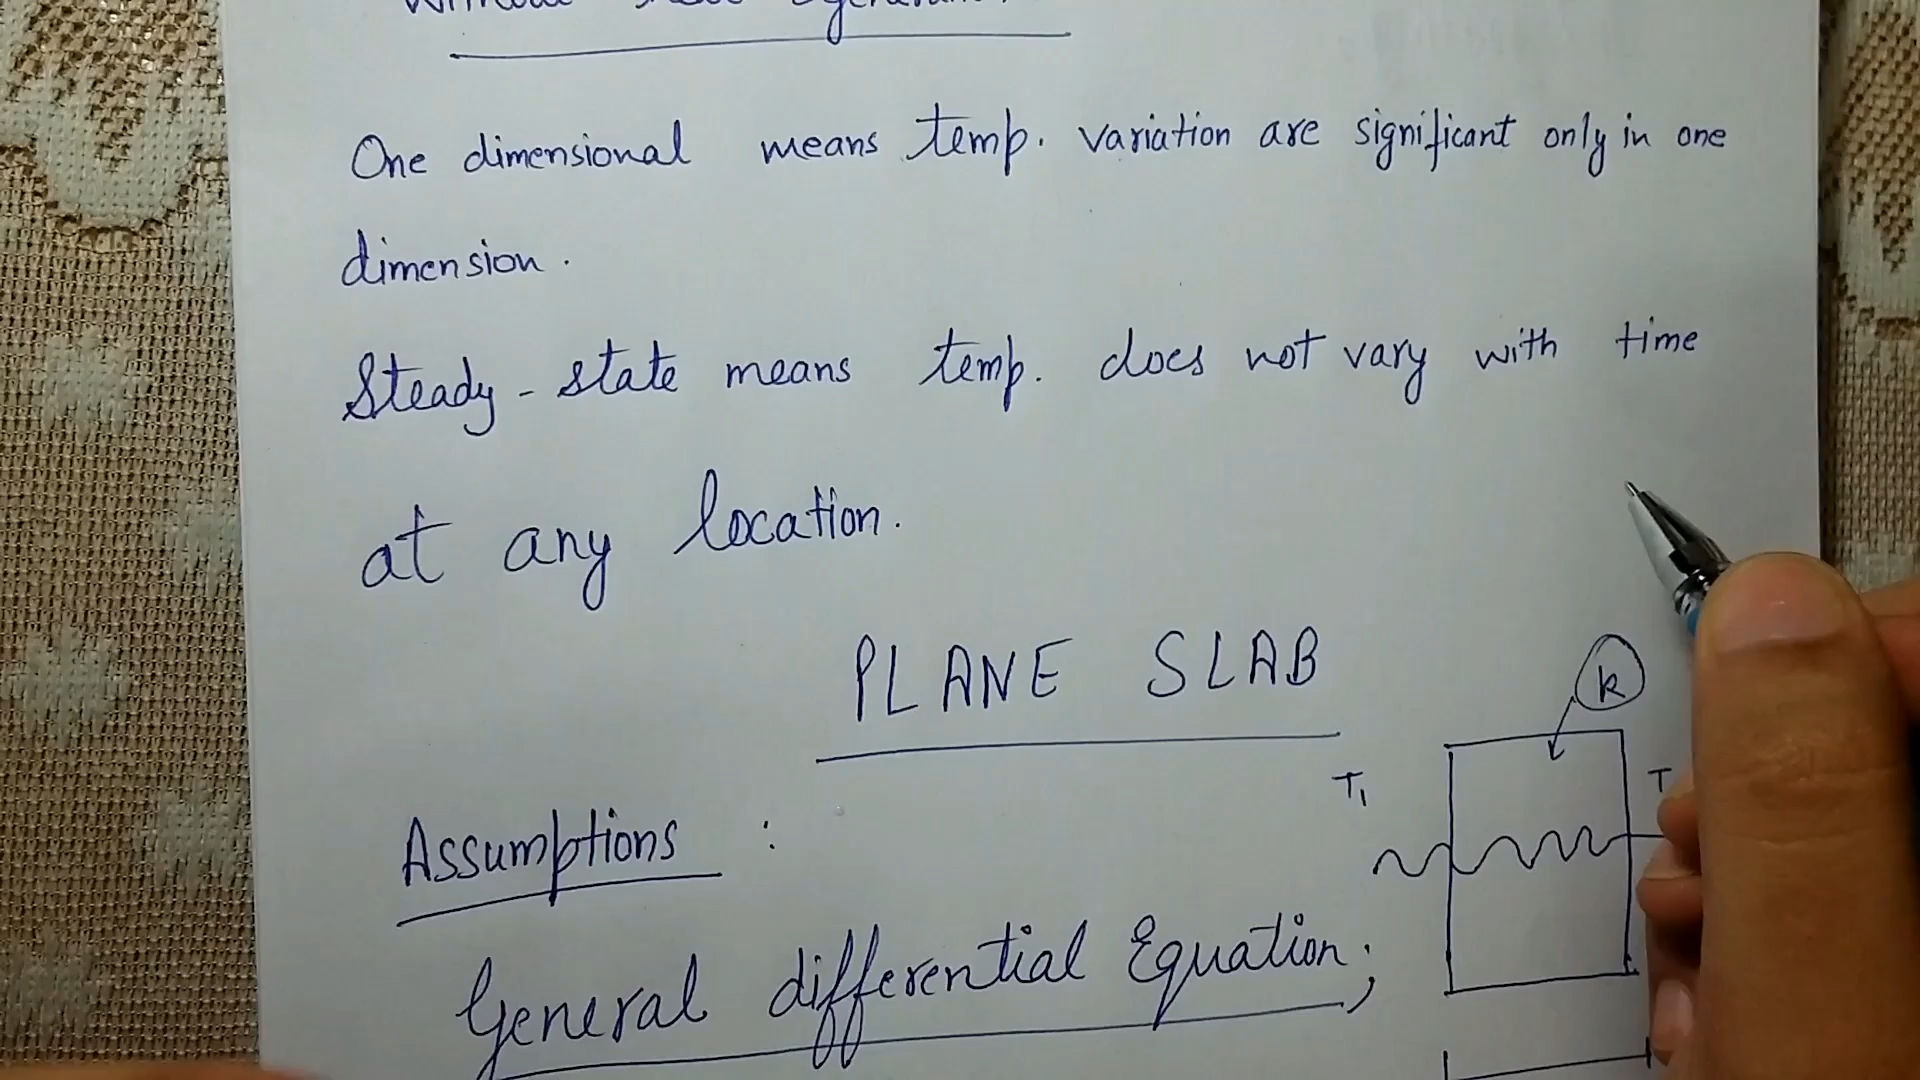 One dimensional means temp. variation are significant only in one
dimension.
Steady-state means temp. does not vary with time
at any location.
PLANE SLAB
k
T₁ T
Assumptions :
General differential Equation;